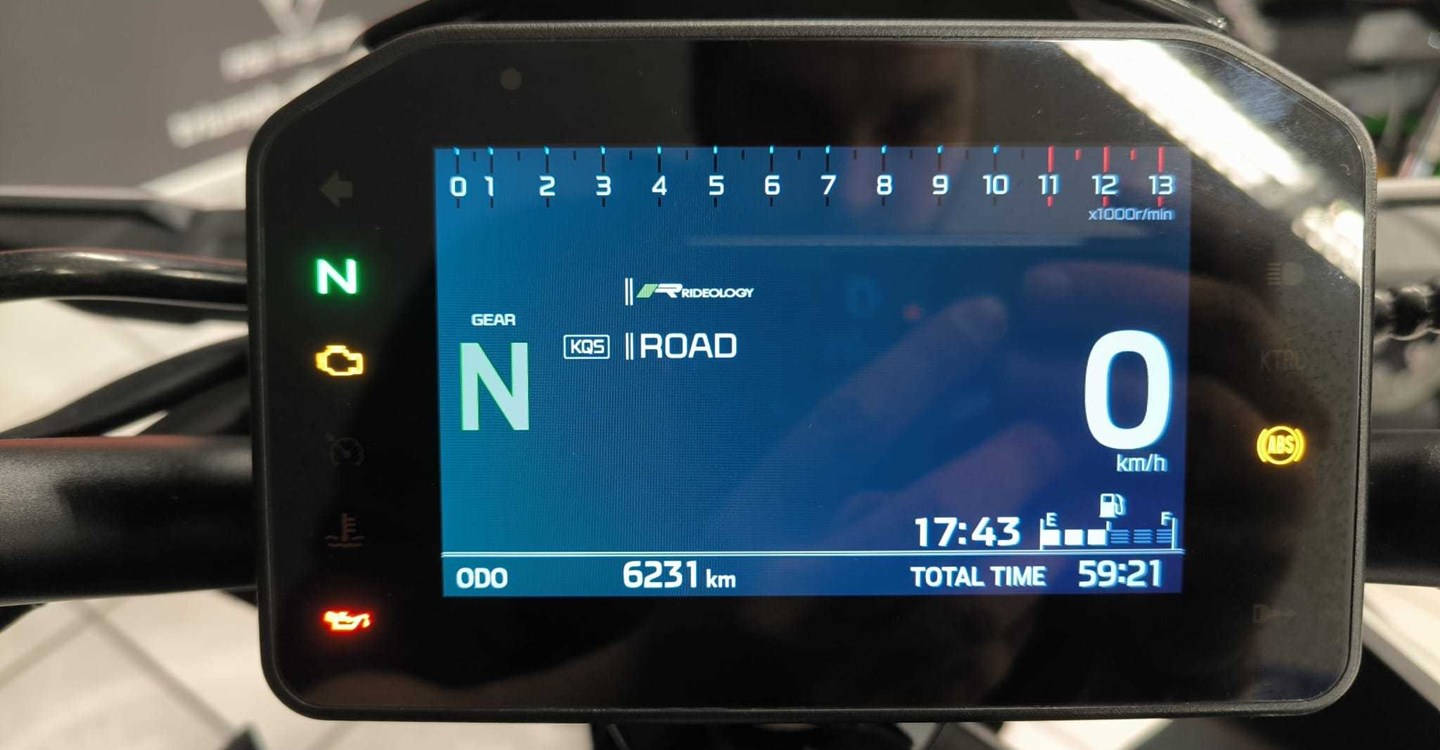 0 1 2 3 4 5 6 7 8 9 10 11 12 13
x1000r/min
N
RIDEOLOGY
GEAR
KQS ROAD
N
0
km/h
KTRC
ABS
17:43
E F
ODO 6231 km TOTAL TIME 59:21